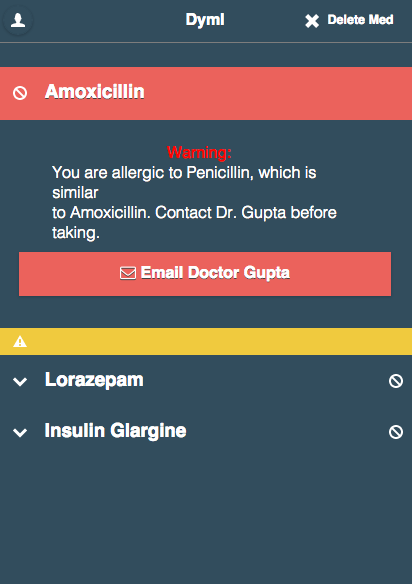 Dyml
Delete Med
Amoxicillin
Warning:
You are allergic to Penicillin, which is
similar
to Amoxicillin. Contact Dr. Gupta before
taking.
Email Doctor Gupta
Lorazepam
Insulin Glargine